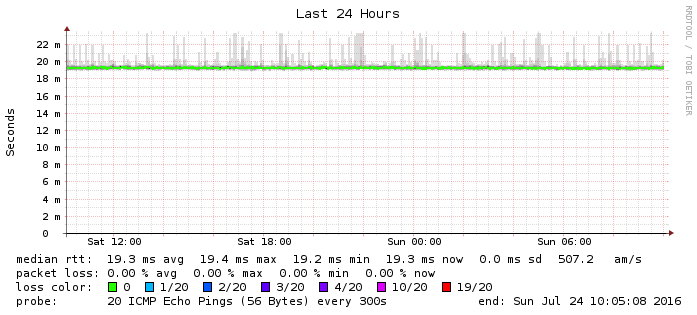 Last 24 Hours
RRDTOOL / TOBI OETIKER
Seconds
22 m
20 m
18 m
16 m
14 m
12 m
10 m
8 m
6 m
4 m
2 m
0
Sat 12:00 Sat 18:00 Sun 00:00 Sun 06:00
median rtt: 19.3 ms avg 19.4 ms max 19.2 ms min 19.3 ms now 0.0 ms sd 507.2 am/s
packet loss: 0.00 % avg 0.00 % max 0.00 % min 0.00 % now
loss color: 0 1/20 2/20 3/20 4/20 10/20 19/20
probe: 20 ICMP Echo Pings (56 Bytes) every 300s end: Sun Jul 24 10:05:08 2016